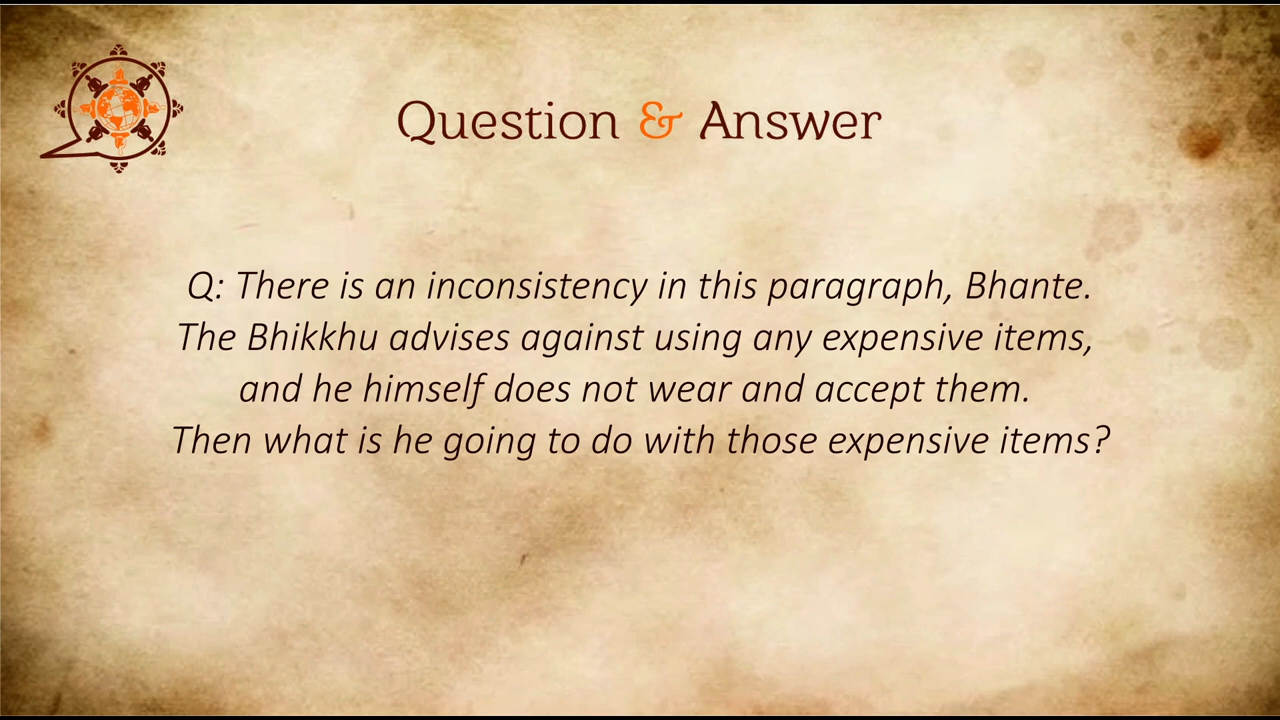 Question & Answer
Q: There is an inconsistency in this paragraph, Bhante.
The Bhikkhu advises against using any expensive items,
and he himself does not wear and accept them.
Then what is he going to do with those expensive items?